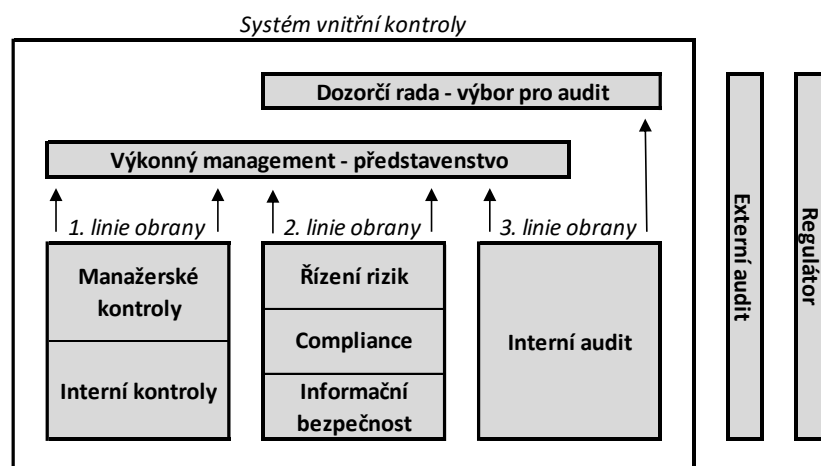 Systém vnitřní kontroly
Dozorčí rada - výbor pro audit
Výkonný management - představenstvo
1. linie obrany
2. linie obrany
3. linie obrany
Manažerské
kontroly
Interní kontroly
Řízení rizik
Compliance
Informační
bezpečnost
Interní audit
Externí audit
Regulátor